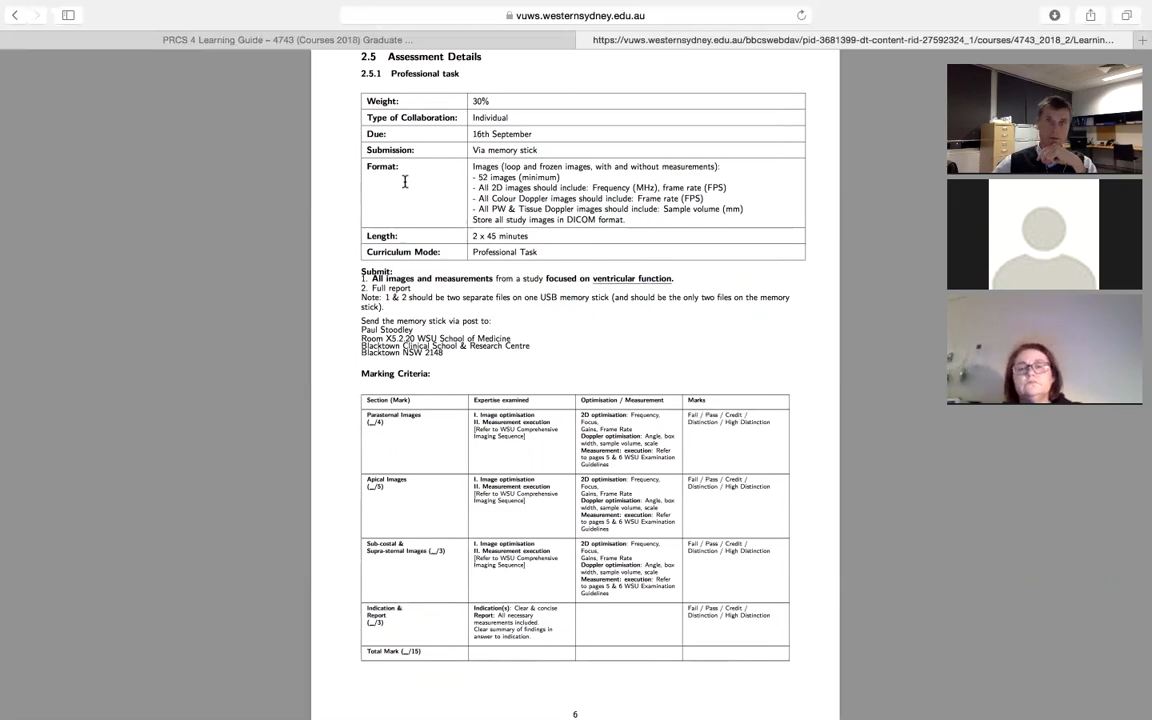 vuws.westernsydney.edu.au
PRCS 4 Learning Guide – 4743 (Courses 2018) Graduate ...
https://vuws.westernsydney.edu.au/bbcswebdav/pid-3681399-dt-content-rid-27592324_1/courses/4743_2018_2/Learnin...
2.5 Assessment Details
2.5.1 Professional task
Weight: 30%
Type of Collaboration: Individual
Due: 16th September
Submission: Via memory stick
Format: Images (loop and frozen images, with and without measurements):
- 52 images (minimum)
- All 2D images should include: Frequency (MHz), frame rate (FPS)
- All Colour Doppler images should include: Frame rate (FPS)
- All PW & Tissue Doppler images should include: Sample volume (mm)
Store all study images in DICOM format.
Length: 2 x 45 minutes
Curriculum Mode: Professional Task
Submit:
1. All images and measurements from a study focused on ventricular function.
2. Full report
Note: 1 & 2 should be two separate files on one USB memory stick (and should be the only two files on the memory
stick).
Send the memory stick via post to:
Paul Stoodley
Room X5.2.20 WSU School of Medicine
Blacktown Clinical School & Research Centre
Blacktown NSW 2148
Marking Criteria:
Section (Mark) Expertise examined Optimisation / Measurement Marks
Parasternal Images
(__/4)
I. Image optimisation
II. Measurement execution
[Refer to WSU Comprehensive
Imaging Sequence]
2D optimisation: Frequency,
Focus,
Gains, Frame Rate
Doppler optimisation: Angle, box
width, sample volume, scale
Measurement: execution: Refer
to pages 5 & 6 WSU Examination
Guidelines
Fail / Pass / Credit /
Distinction / High Distinction
Apical Images
(__/5)
I. Image optimisation
II. Measurement execution
[Refer to WSU Comprehensive
Imaging Sequence]
2D optimisation: Frequency,
Focus,
Gains, Frame Rate
Doppler optimisation: Angle, box
width, sample volume, scale
Measurement: execution: Refer
to pages 5 & 6 WSU Examination
Guidelines
Fail / Pass / Credit /
Distinction / High Distinction
Sub-costal &
Supra-sternal Images (__/3)
I. Image optimisation
II. Measurement execution
[Refer to WSU Comprehensive
Imaging Sequence]
2D optimisation: Frequency,
Focus,
Gains, Frame Rate
Doppler optimisation: Angle, box
width, sample volume, scale
Measurement: execution: Refer
to pages 5 & 6 WSU Examination
Guidelines
Fail / Pass / Credit /
Distinction / High Distinction
Indication &
Report
(__/3)
Indication(s): Clear & concise
Report: All necessary
measurements included.
Clear summary of findings in
answer to indication.
Fail / Pass / Credit /
Distinction / High Distinction
Total Mark (__/15)
6